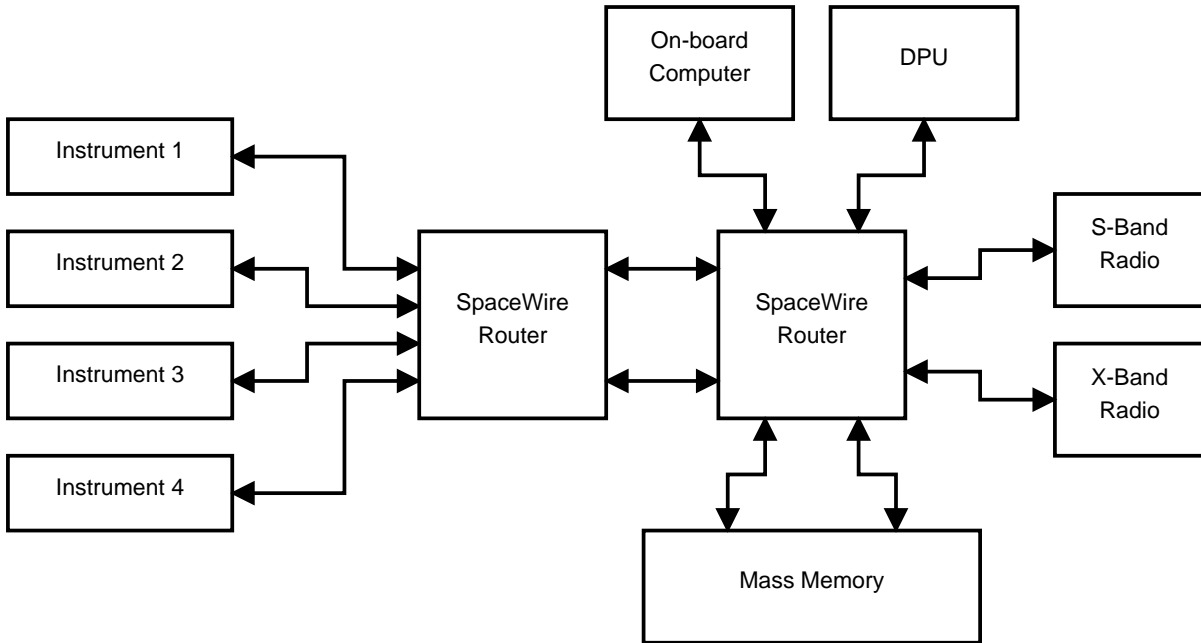 On-board
Computer
DPU
Instrument 1
Instrument 2
Instrument 3
Instrument 4
SpaceWire
Router
SpaceWire
Router
S-Band
Radio
X-Band
Radio
Mass Memory